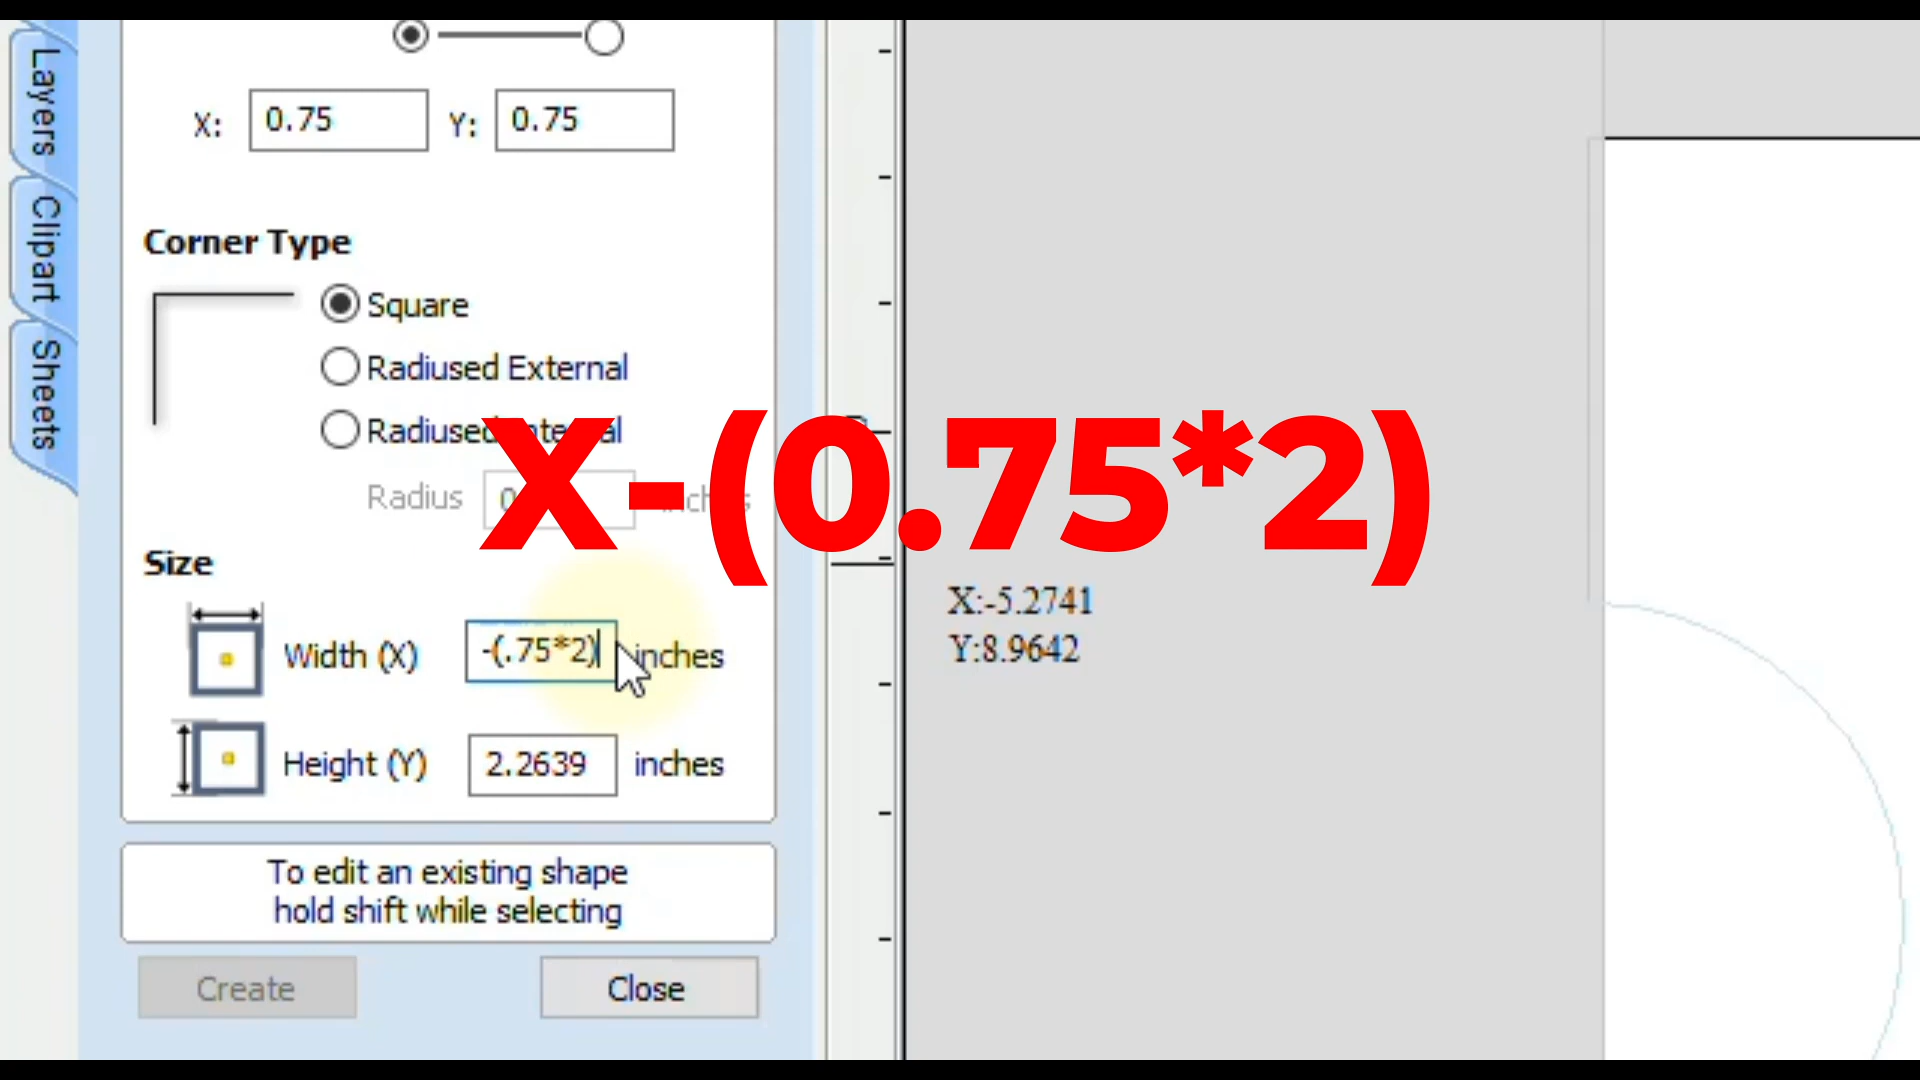 Layers
Clipart
Sheets
X: 0.75 Y: 0.75
Corner Type
Square
Radiused External
Radiused
Radius
X-(0.75*2)
Size
Width (X) -(.75*2) inches
Height (Y) 2.2639 inches
X:-5.2741
Y:8.9642
To edit an existing shape
hold shift while selecting
Create Close